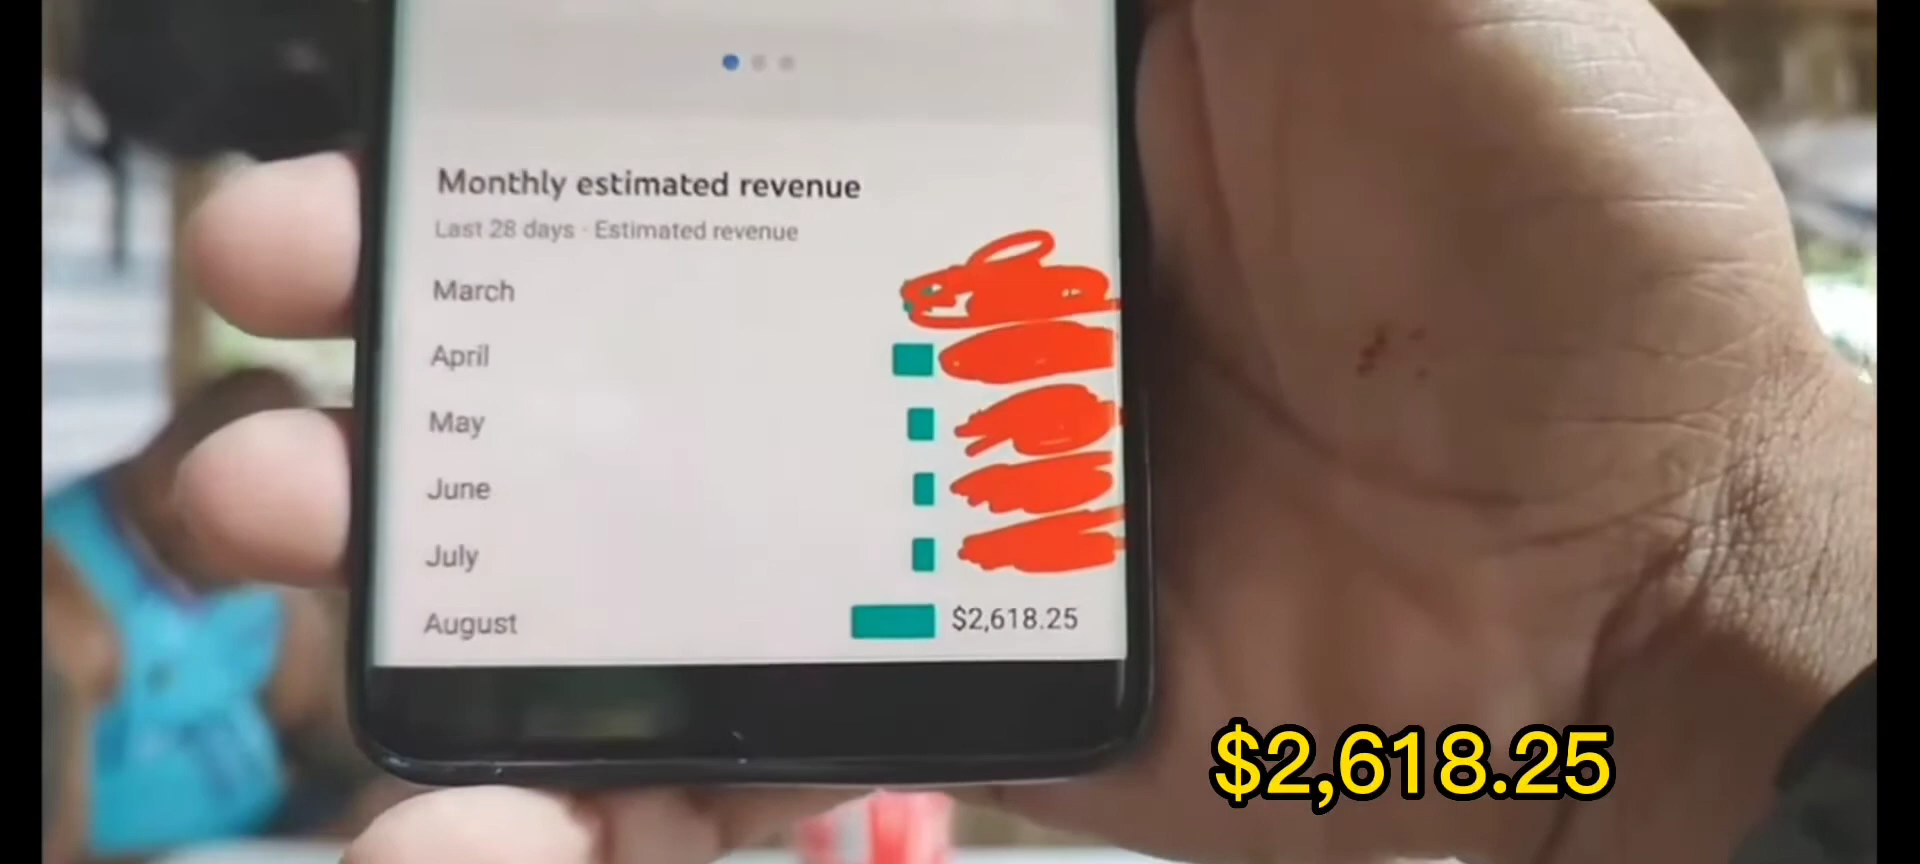 Monthly estimated revenue
Last 28 days · Estimated revenue
March
April
May
June
July
August $2,618.25
$2,618.25